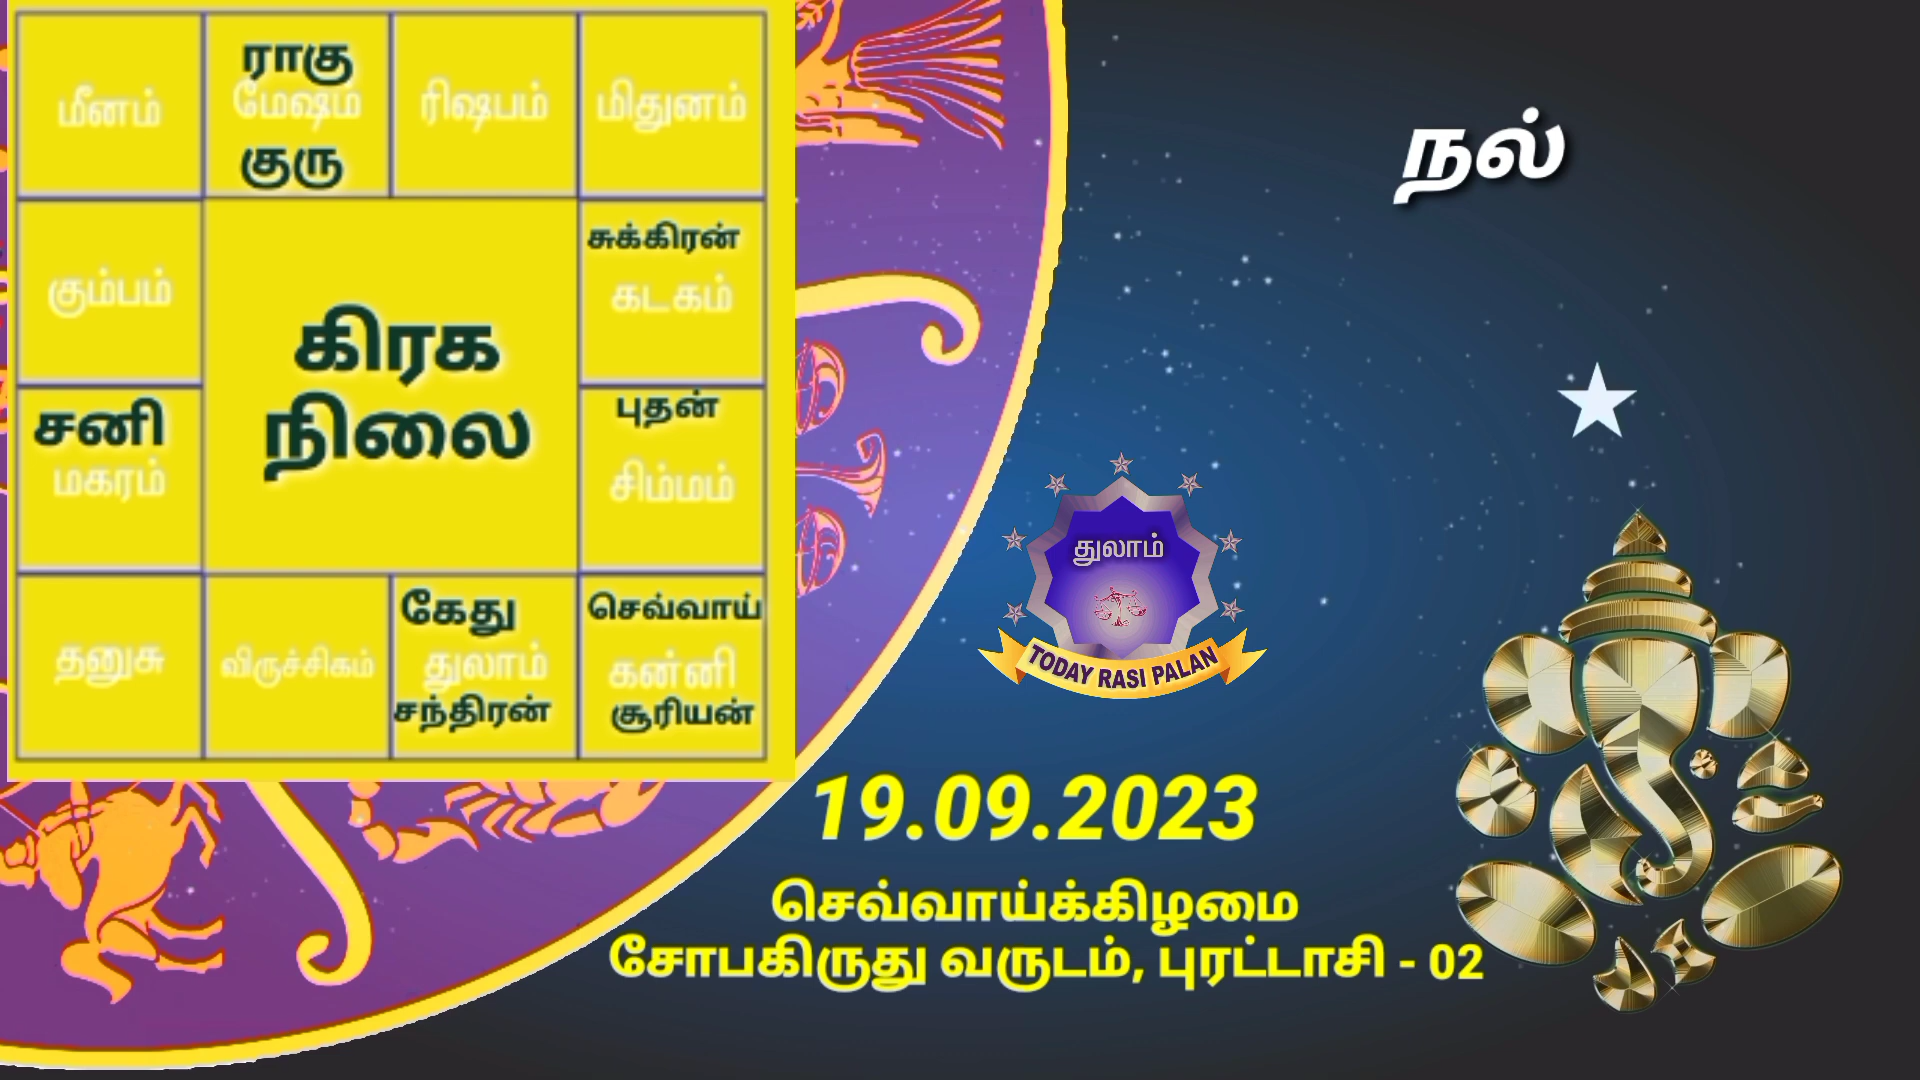 மீனம்
ராகு
மேஷம்
குரு
ரிஷபம்
மிதுனம்
கும்பம்
சுக்கிரன்
கடகம்
கிரக
நிலை
சனி
மகரம்
புதன்
சிம்மம்
தனுசு
விருச்சிகம்
கேது
துலாம்
சந்திரன்
செவ்வாய்
கன்னி
சூரியன்
நல்
துலாம்
TODAY RASI PALAN
19.09.2023
செவ்வாய்க்கிழமை
சோபகிருது வருடம், புரட்டாசி - 02